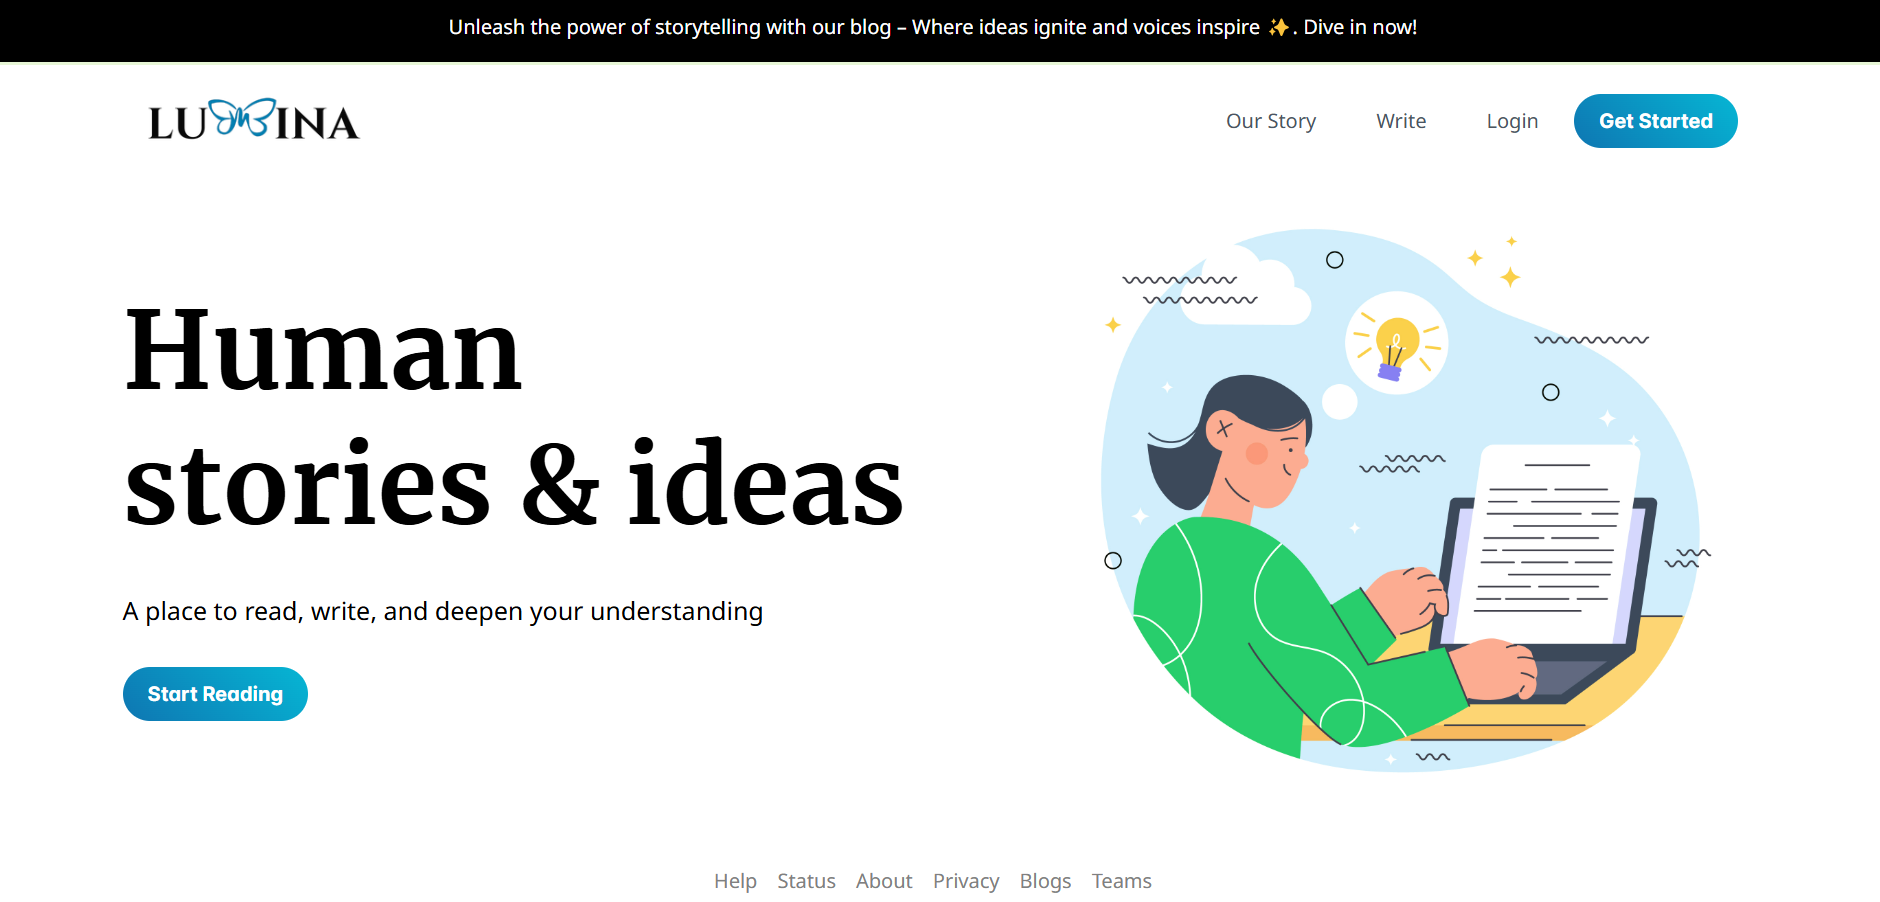 Unleash the power of storytelling with our blog – Where ideas ignite and voices inspire ✨. Dive in now!
LUMINA
Our Story
Write
Login
Get Started
Human
stories & ideas
A place to read, write, and deepen your understanding
Start Reading
Help
Status
About
Privacy
Blogs
Teams